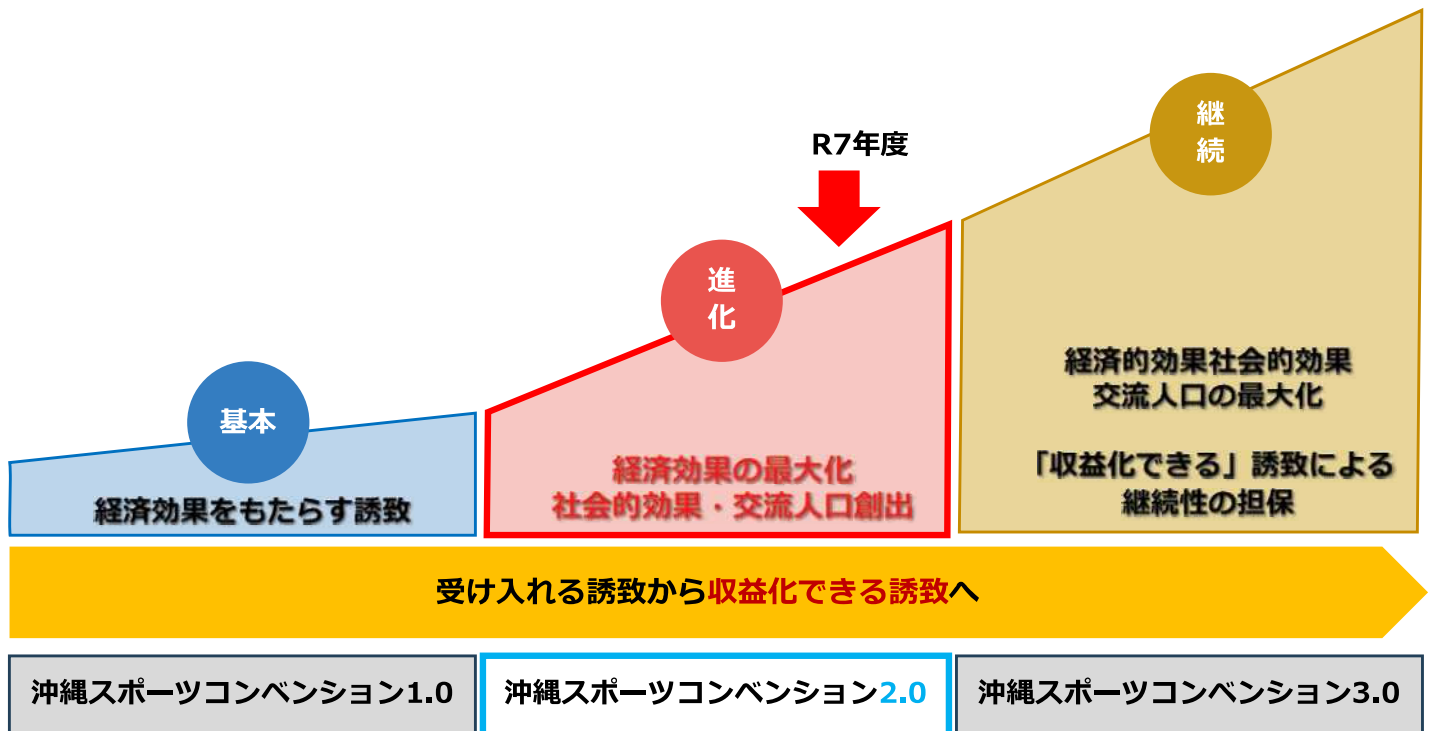 R7年度
基本
経済効果をもたらす誘致
進
化
経済効果の最大化
社会的効果・交流人口創出
継
続
経済的効果社会的効果
交流人口の最大化
「収益化できる」誘致による
継続性の担保
受け入れる誘致から収益化できる誘致へ
沖縄スポーツコンベンション1.0
沖縄スポーツコンベンション2.0
沖縄スポーツコンベンション3.0